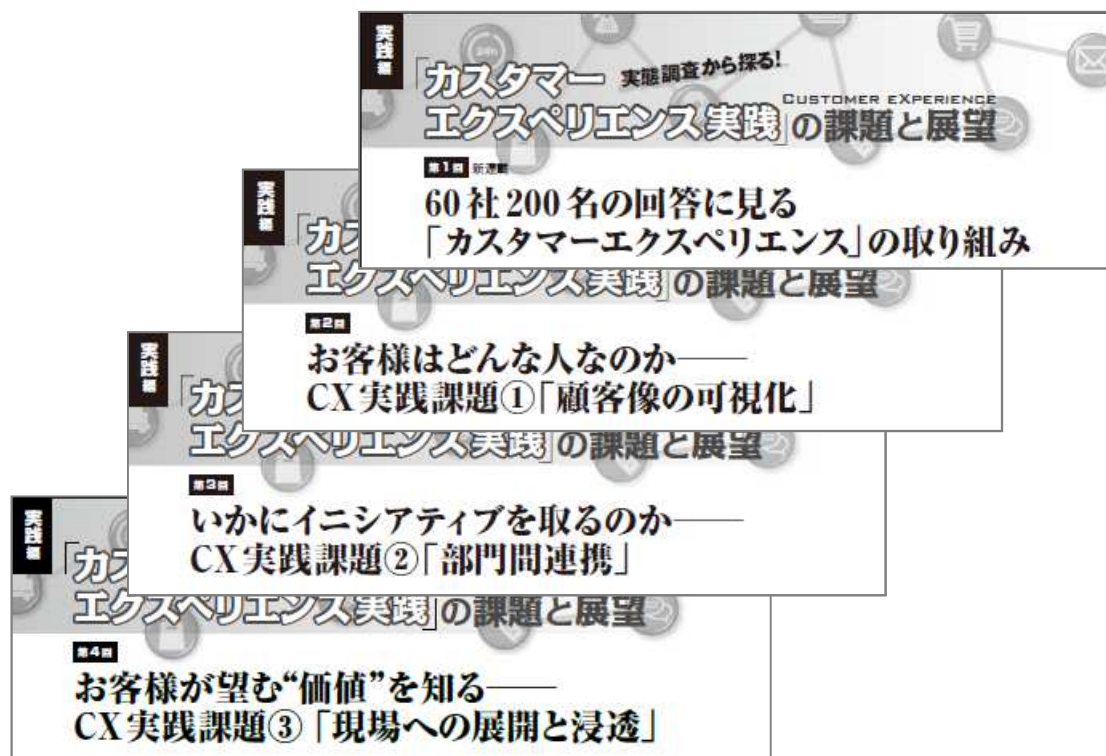 実践編
「カスタマー 実態調査から探る!
CUSTOMER EXPERIENCE
エクスペリエンス実践」の課題と展望
第1回 新連載
60社200名の回答に見る
「カスタマーエクスペリエンス」の取り組み
実践編
「カス
エクスペリエンス実践」の課題と展望
第2回
お客様はどんな人なのか――
CX実践課題①「顧客像の可視化」
実践編
「カス
エクスペリエンス実践」の課題と展望
第3回
いかにイニシアティブを取るのか――
CX実践課題②「部門間連携」
実践編
「カス
エクスペリエンス実践」の課題と展望
第4回
お客様が望む“価値”を知る――
CX実践課題③「現場への展開と浸透」